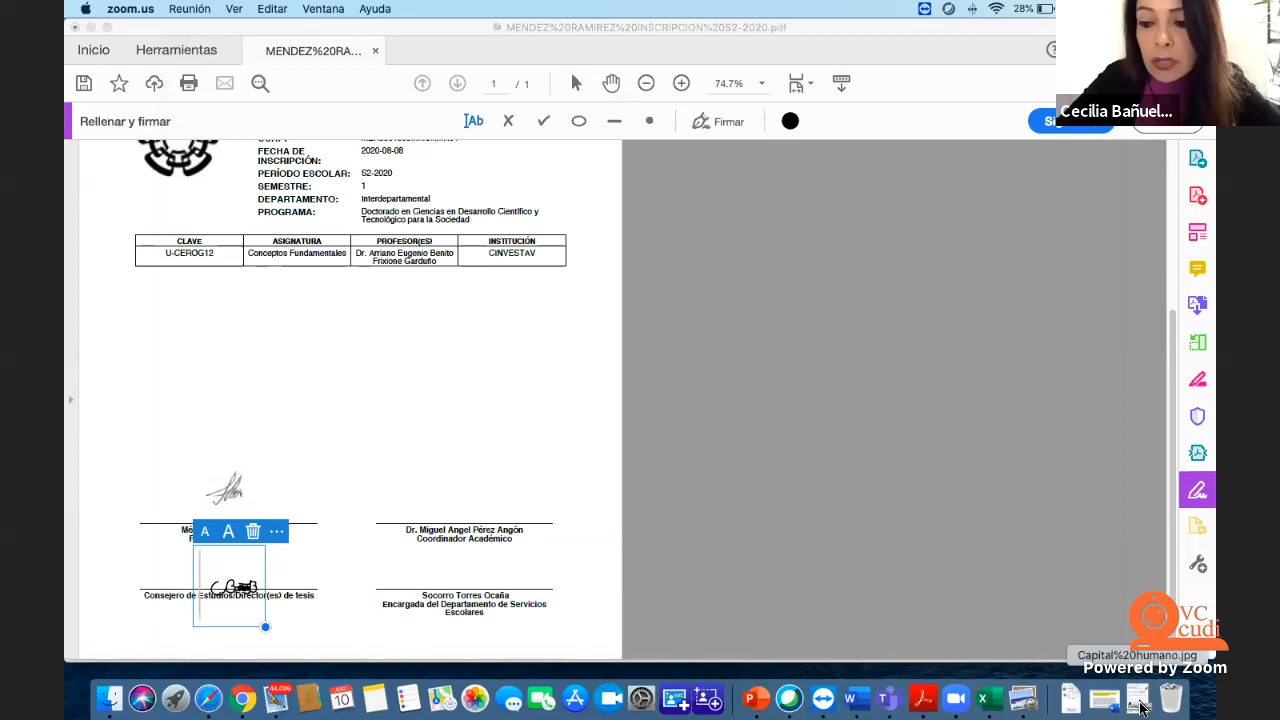 zoom.us Reunión Ver Editar Ventana Ayuda 28%
MENDEZ%20RAMIREZ%20INSCRIPCION%20S2-2020.pdf
Inicio Herramientas MENDEZ%20RA... ×
1 / 1 74.7%
Rellenar y firmar Ab Firmar
Cecilia Bañuel...
FECHA DE INSCRIPCIÓN: 2020-08-08
PERÍODO ESCOLAR: S2-2020
SEMESTRE: 1
DEPARTAMENTO: Interdepartamental
PROGRAMA: Doctorado en Ciencias en Desarrollo Científico y
Tecnológico para la Sociedad
CLAVE ASIGNATURA PROFESOR(ES) INSTITUCIÓN
U-CEROG12 Conceptos Fundamentales Dr. Arriano Eugenio Benito CINVESTAV
Frixione Garduño
Dr. Miguel Angel Pérez Angón
Coordinador Académico
A A ...
Consejero de Estudios/Director(es) de tesis
Socorro Torres Ocaña
Encargada del Departamento de Servicios
Escolares
VC
cudi
Capital%20humano.jpg
Powered by Zoom
44,039